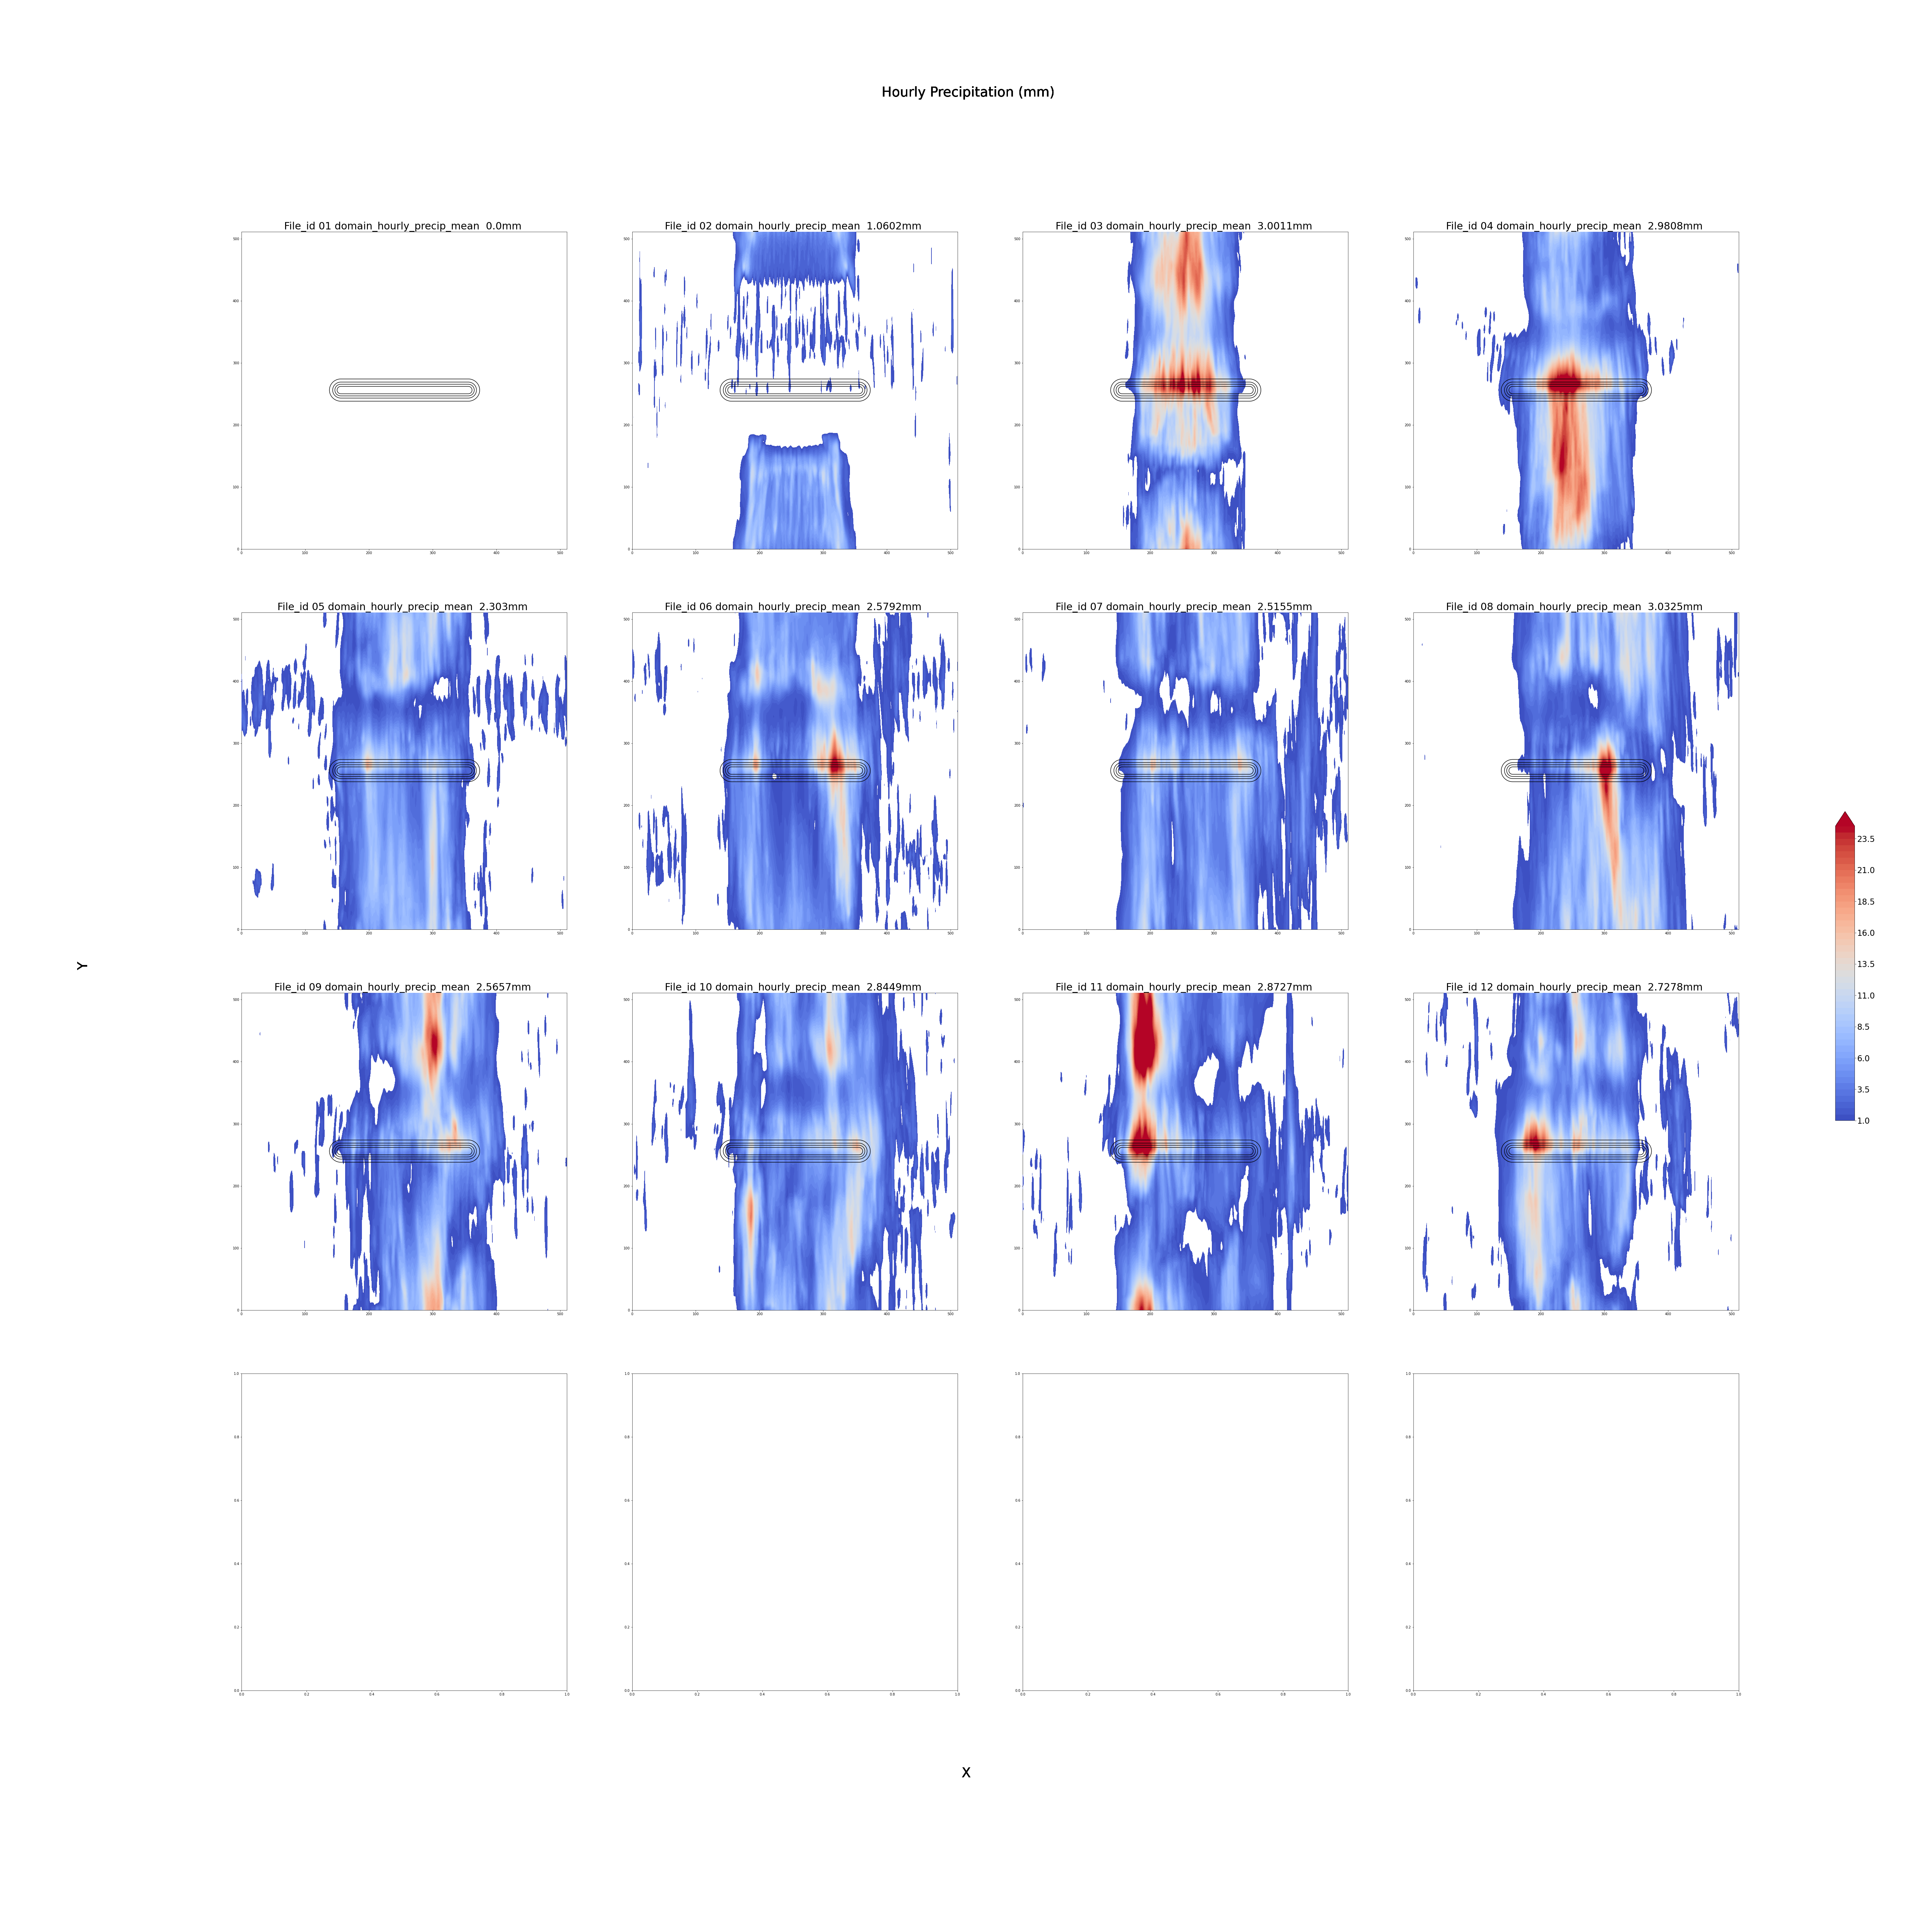 Hourly Precipitation (mm)
File_id 01 domain_hourly_precip_mean 0.0mm
File_id 02 domain_hourly_precip_mean 1.0602mm
File_id 03 domain_hourly_precip_mean 3.0011mm
File_id 04 domain_hourly_precip_mean 2.9808mm
File_id 05 domain_hourly_precip_mean 2.303mm
File_id 06 domain_hourly_precip_mean 2.5792mm
File_id 07 domain_hourly_precip_mean 2.5155mm
File_id 08 domain_hourly_precip_mean 3.0325mm
File_id 09 domain_hourly_precip_mean 2.5657mm
File_id 10 domain_hourly_precip_mean 2.8449mm
File_id 11 domain_hourly_precip_mean 2.8727mm
File_id 12 domain_hourly_precip_mean 2.7278mm
Y
X
23.5
21.0
18.5
16.0
13.5
11.0
8.5
6.0
3.5
1.0